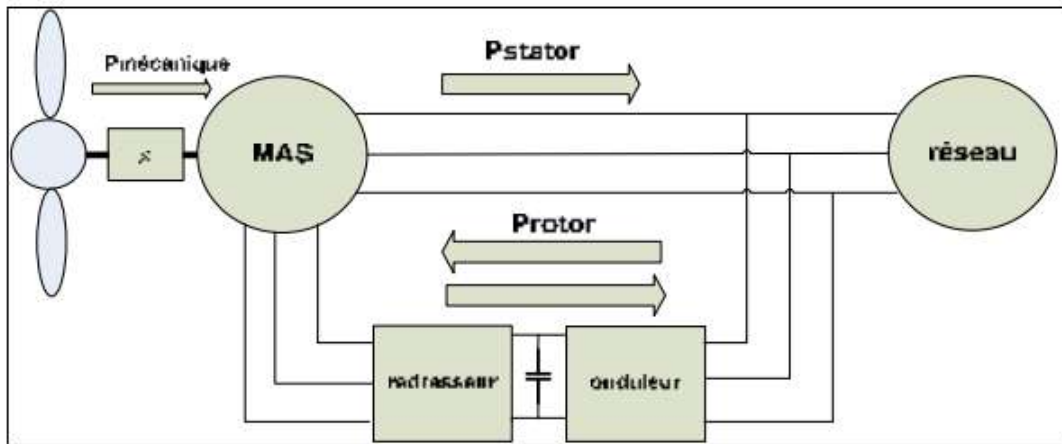 Pmécanique
Pstator
MAS
réseau
Protor
redresseur
onduleur